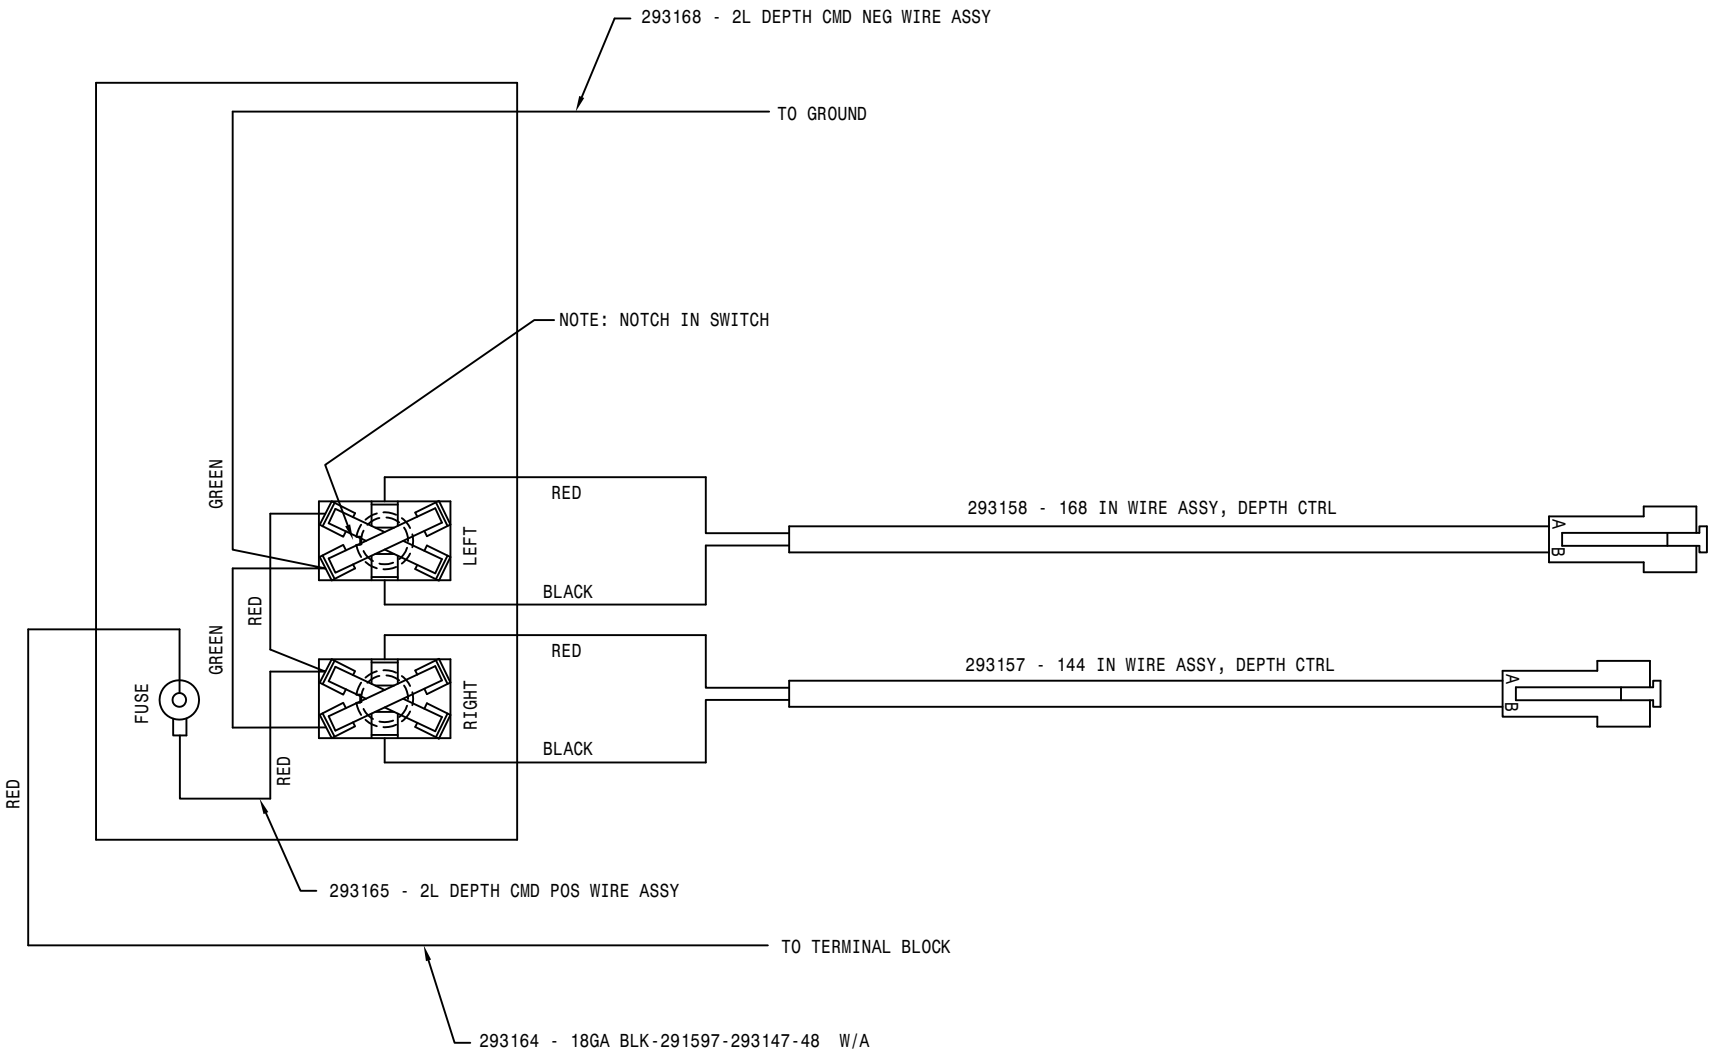 293168 - 2L DEPTH CMD NEG WIRE ASSY
TO GROUND
NOTE: NOTCH IN SWITCH
GREEN
RED
LEFT
293158 - 168 IN WIRE ASSY, DEPTH CTRL
A
B
BLACK
RED
GREEN
RED
293157 - 144 IN WIRE ASSY, DEPTH CTRL
A
B
FUSE
RIGHT
BLACK
RED
RED
293165 - 2L DEPTH CMD POS WIRE ASSY
TO TERMINAL BLOCK
293164 - 18GA BLK-291597-293147-48 W/A